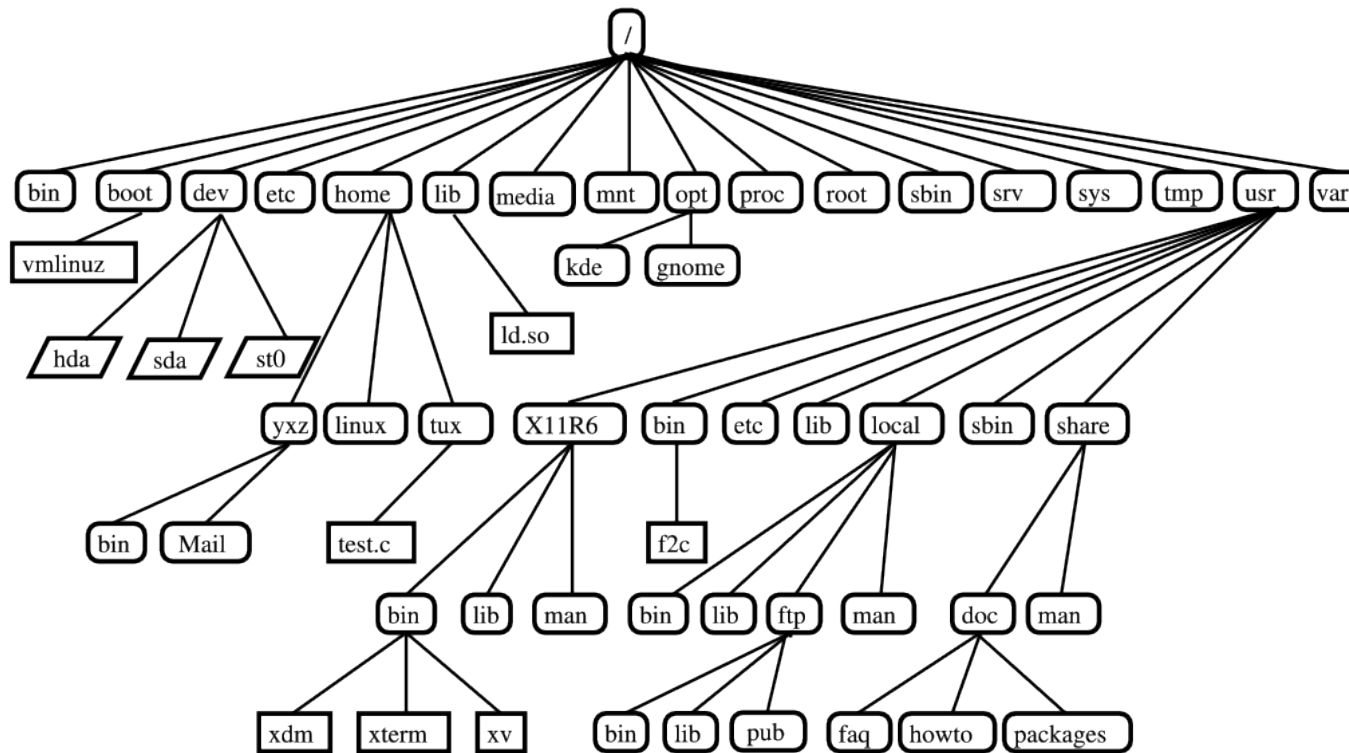 /
bin boot dev etc home lib media mnt opt proc root sbin srv sys tmp usr var
vmlinuz kde gnome
hda sda st0 ld.so
yxz linux tux X11R6 bin etc lib local sbin share
bin Mail test.c f2c
bin lib man bin lib ftp man doc man
xdm xterm xv bin lib pub faq howto packages